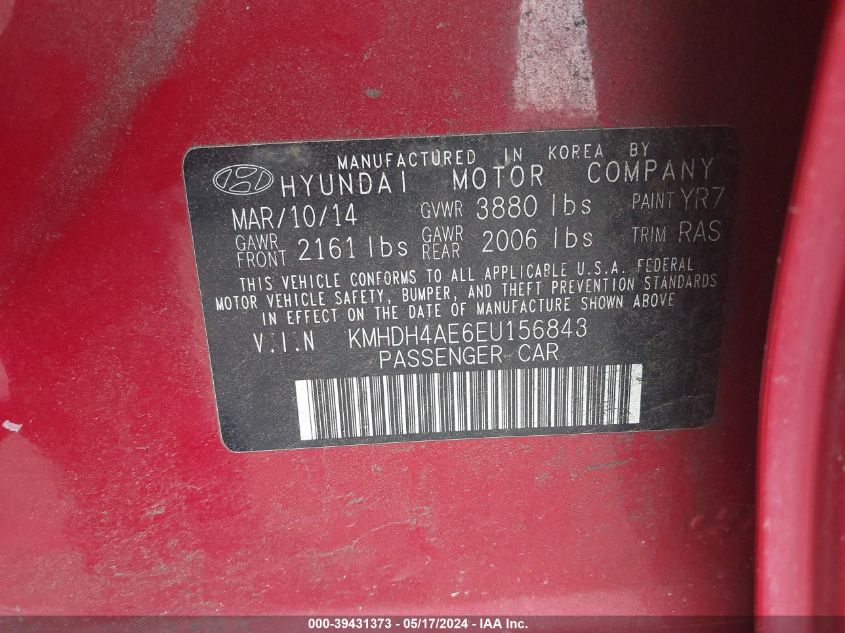 MANUFACTURED IN KOREA BY
HYUNDAI MOTOR COMPANY
MAR/10/14 GVWR 3880 lbs PAINT YR7
GAWR FRONT 2161 lbs GAWR REAR 2006 lbs TRIM RAS
THIS VEHICLE CONFORMS TO ALL APPLICABLE U.S.A. FEDERAL
MOTOR VEHICLE SAFETY, BUMPER, AND THEFT PREVENTION STANDARDS
IN EFFECT ON THE DATE OF MANUFACTURE SHOWN ABOVE
V.I.N KMHDH4AE6EU156843
PASSENGER CAR
000-39431373 - 05/17/2024 - IAA Inc.